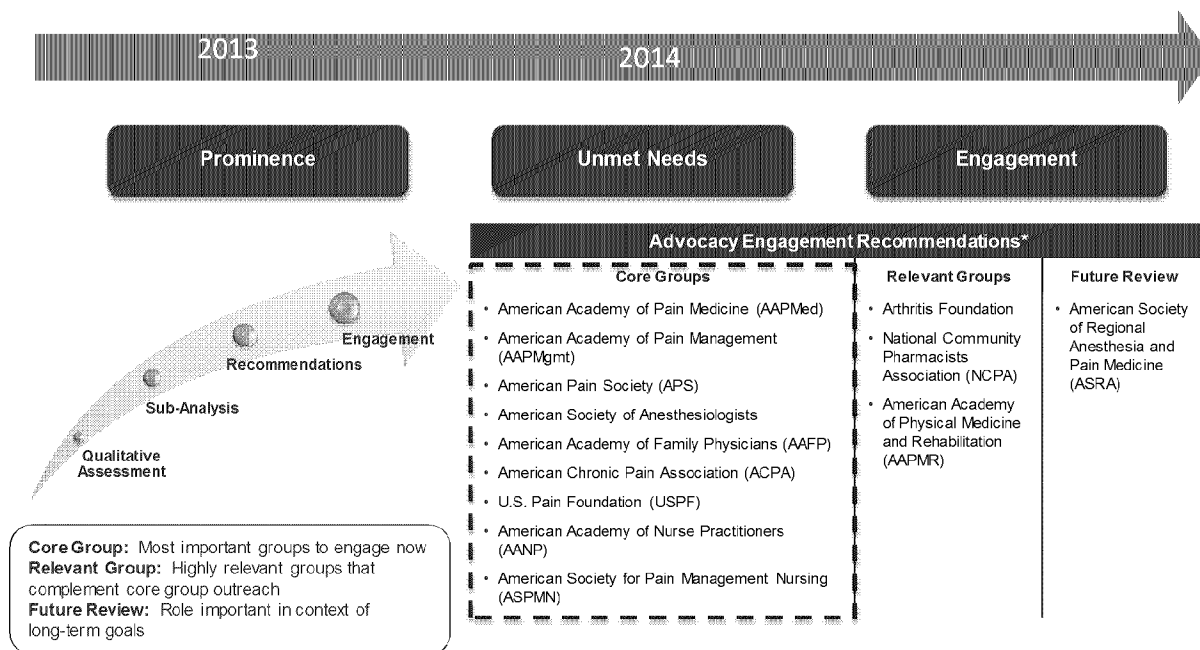 2013
2014
Prominence
Unmet Needs
Engagement
Qualitative
Assessment
Sub-Analysis
Recommendations
Engagement
Core Group: Most important groups to engage now
Relevant Group: Highly relevant groups that
complement core group outreach
Future Review: Role important in context of
long-term goals
Advocacy Engagement Recommendations*
Core Groups
• American Academy of Pain Medicine (AAPMed)
• American Academy of Pain Management
(AAPMgmt)
• American Pain Society (APS)
• American Society of Anesthesiologists
• American Academy of Family Physicians (AAFP)
• American Chronic Pain Association (ACPA)
• U.S. Pain Foundation (USPF)
• American Academy of Nurse Practitioners
(AANP)
• American Society for Pain Management Nursing
(ASPMN)
Relevant Groups
• Arthritis Foundation
• National Community
Pharmacists
Association (NCPA)
• American Academy
of Physical Medicine
and Rehabilitation
(AAPMR)
Future Review
• American Society
of Regional
Anesthesia and
Pain Medicine
(ASRA)